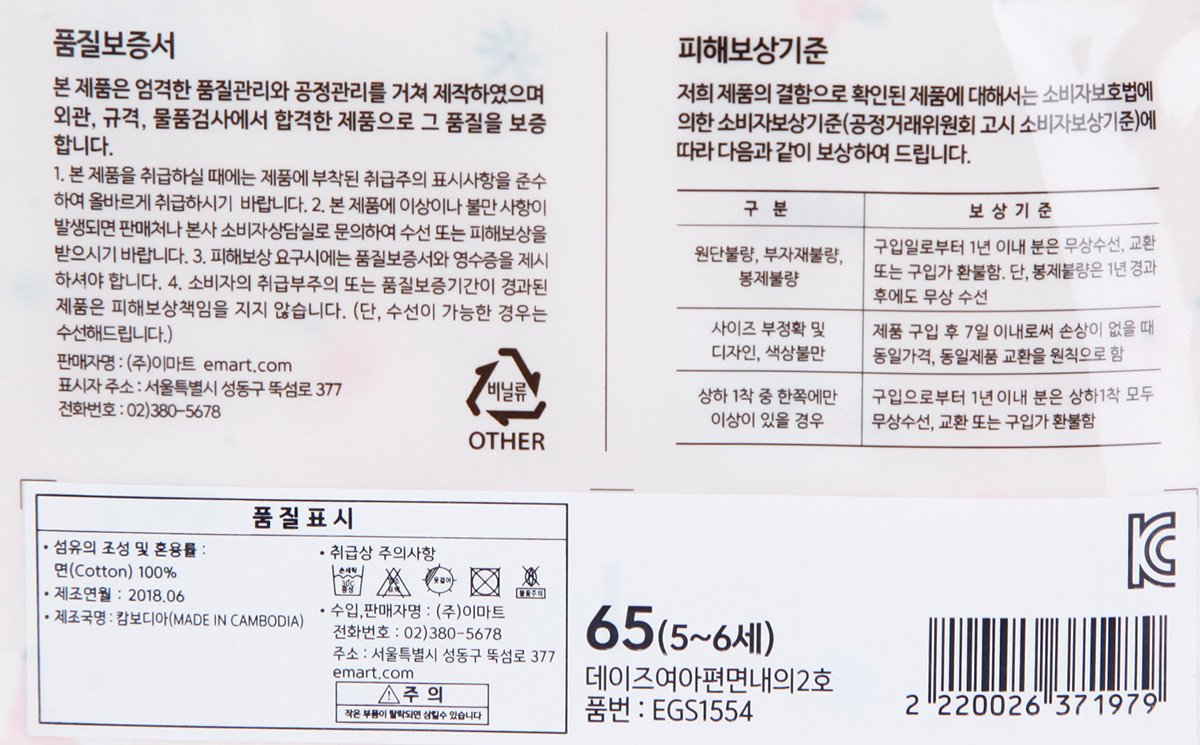 품질보증서
본 제품은 엄격한 품질관리와 공정관리를 거쳐 제작하였으며
외관, 규격, 물품검사에서 합격한 제품으로 그 품질을 보증
합니다.
1. 본 제품을 취급하실 때에는 제품에 부착된 취급주의 표시사항을 준수
하여 올바르게 취급하시기 바랍니다. 2. 본 제품에 이상이나 불만 사항이
발생되면 판매처나 본사 소비자상담실로 문의하여 수선 또는 피해보상을
받으시기 바랍니다. 3. 피해보상 요구시에는 품질보증서와 영수증을 제시
하셔야 합니다. 4. 소비자의 취급부주의 또는 품질보증기간이 경과된
제품은 피해보상책임을 지지 않습니다. (단, 수선이 가능한 경우는
수선해드립니다.)
판매자명 : (주)이마트 emart.com
표시자 주소 : 서울특별시 성동구 뚝섬로 377
전화번호 : 02)380-5678
비닐류
OTHER
피해보상기준
저희 제품의 결함으로 확인된 제품에 대해서는 소비자보호법에
의한 소비자보상기준(공정거래위원회 고시 소비자보상기준)에
따라 다음과 같이 보상하여 드립니다.
구 분 보 상 기 준
원단불량, 부자재불량,
봉제불량
구입일로부터 1년 이내 분은 무상수선, 교환
또는 구입가 환불함. 단, 봉제불량은 1년 경과
후에도 무상 수선
사이즈 부정확 및
디자인, 색상불만
제품 구입 후 7일 이내로써 손상이 없을 때
동일가격, 동일제품 교환을 원칙으로 함
상하 1착 중 한쪽에만
이상이 있을 경우
구입으로부터 1년 이내 분은 상하1착 모두
무상수선, 교환 또는 구입가 환불함
품 질 표 시
• 섬유의 조성 및 혼용률 :
면(Cotton) 100%
• 제조연월 : 2018.06
• 제조국명 : 캄보디아(MADE IN CAMBODIA)
• 취급상 주의사항
손세탁
30℃
중성
옷걸이
불꽃주의
• 수입,판매자명 : (주)이마트
전화번호 : 02)380-5678
주소 : 서울특별시 성동구 뚝섬로 377
emart.com
주 의
작은 부품이 탈락되면 삼킬수 있습니다
65(5~6세)
데이즈여아편면내의2호
품번 : EGS1554
KC
2 220026 371979